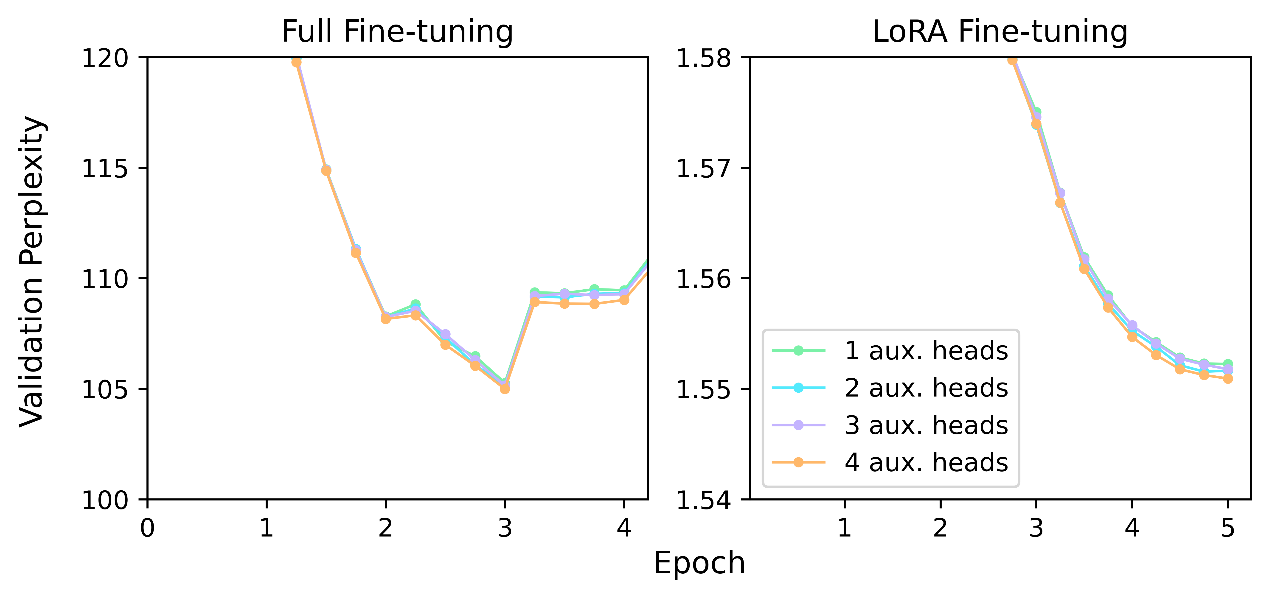 Full Fine-tuning
LoRA Fine-tuning
Validation Perplexity
120
115
110
105
100
0 1 2 3 4
1.58
1.57
1.56
1.55
1.54
1 2 3 4 5
1 aux. heads
2 aux. heads
3 aux. heads
4 aux. heads
Epoch